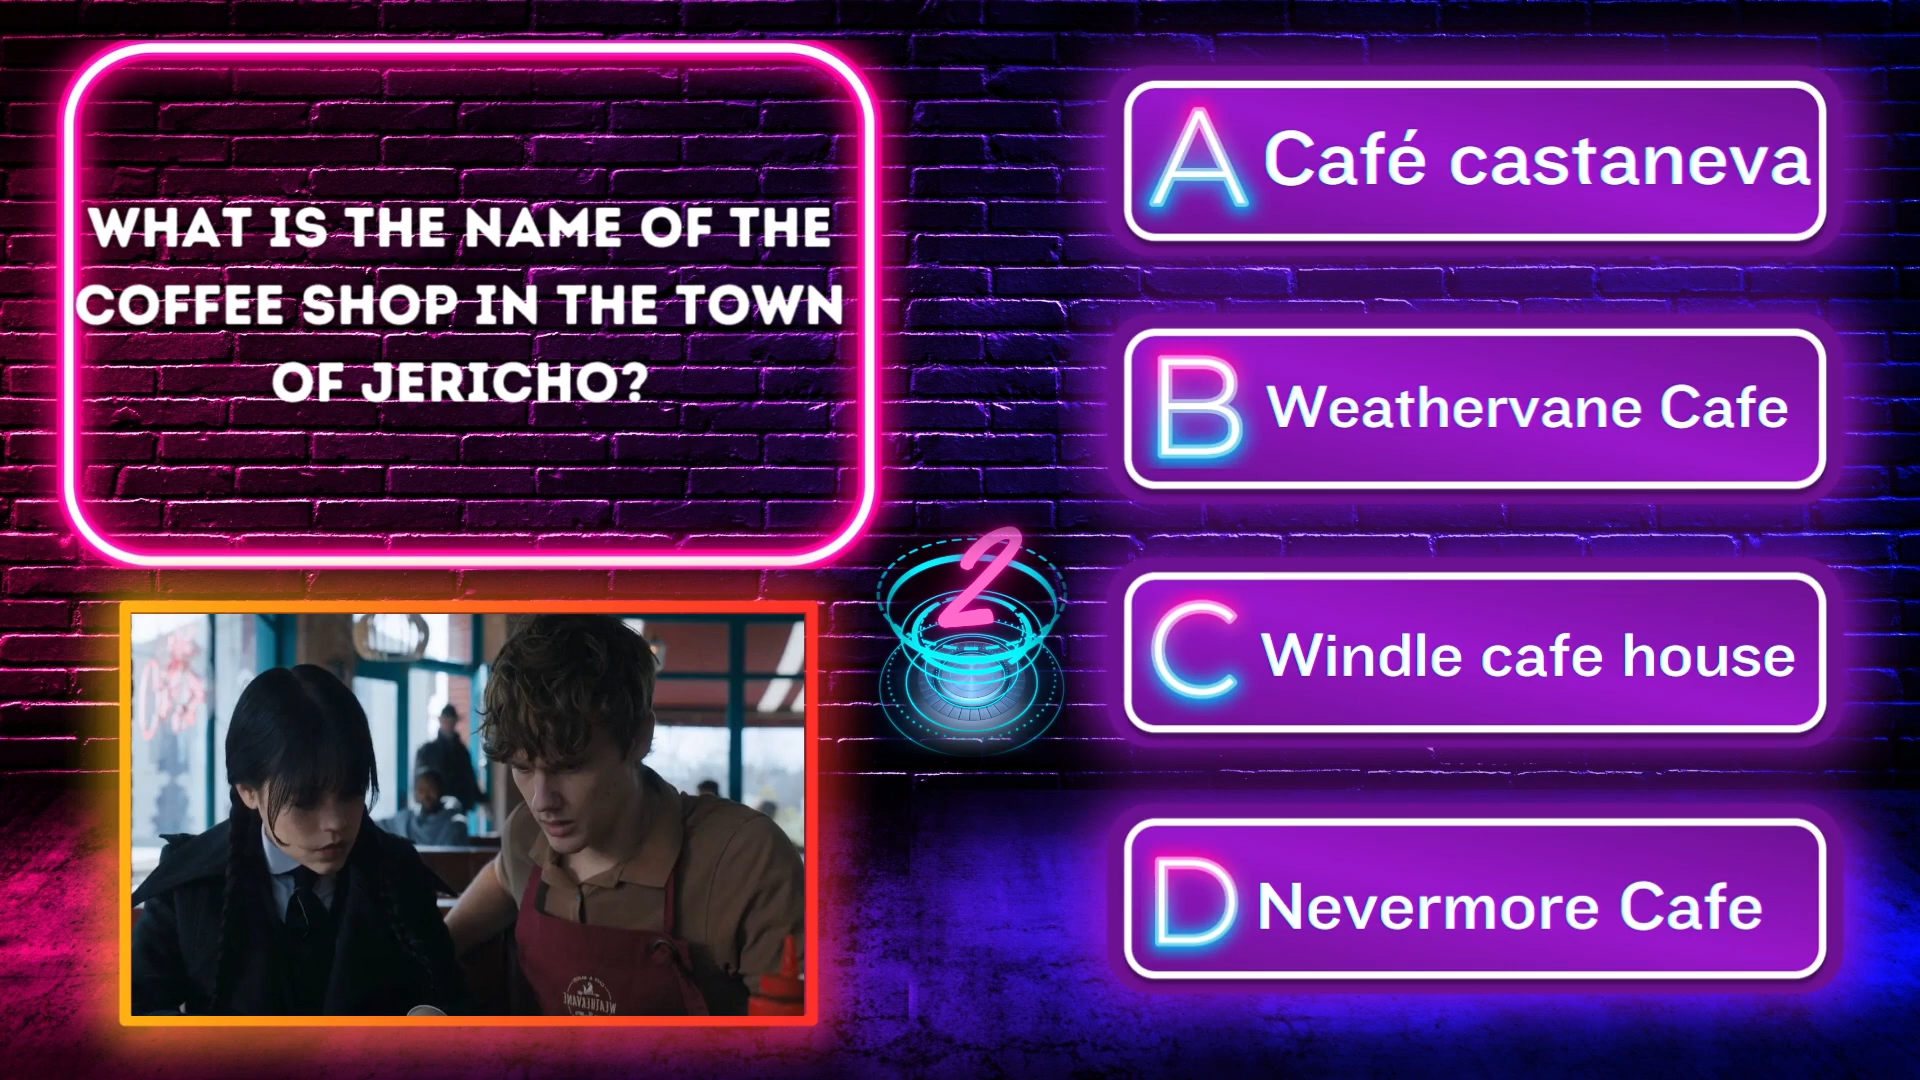 WHAT IS THE NAME OF THE
COFFEE SHOP IN THE TOWN
OF JERICHO?
A Café castaneva
B Weathervane Cafe
2
C Windle cafe house
D Nevermore Cafe
WEATHERVANE